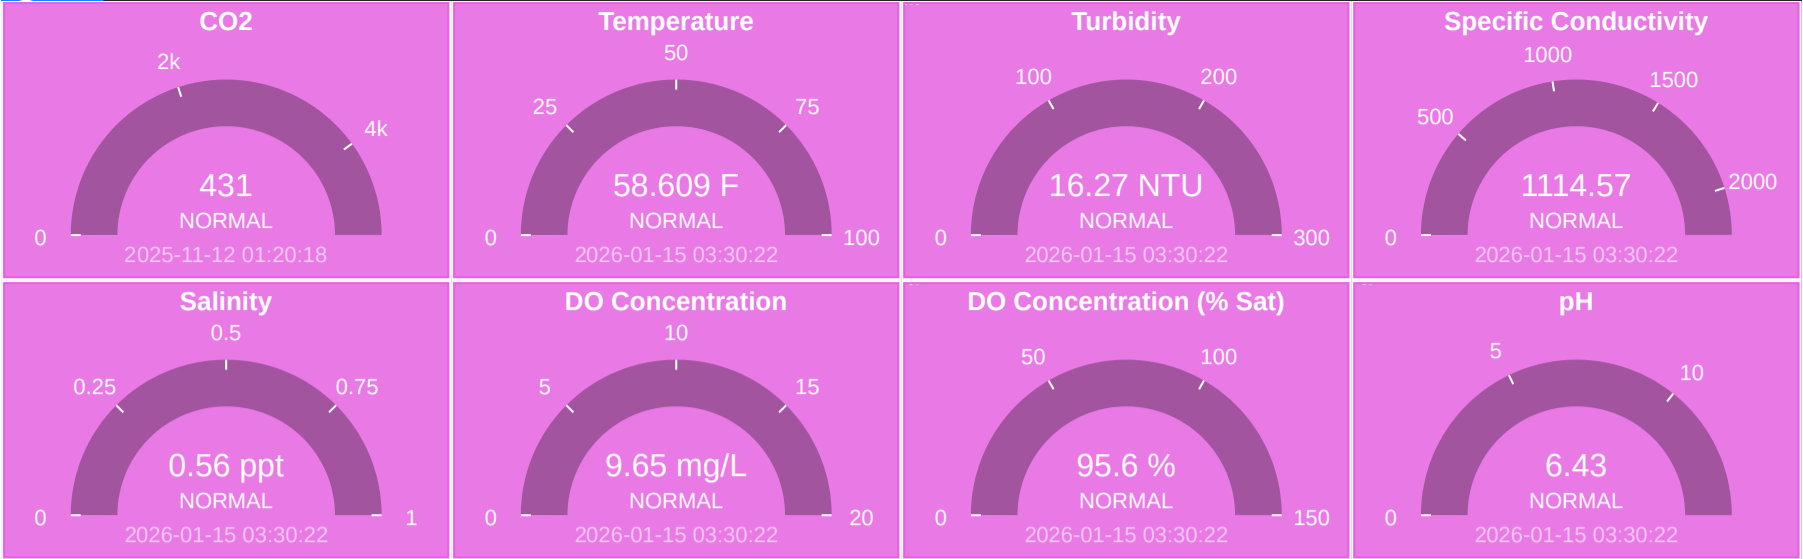 CO2
2k
4k
0
431
NORMAL
2025-11-12 01:20:18
Temperature
50
25
75
0
100
58.609 F
NORMAL
2026-01-15 03:30:22
Turbidity
100
200
0
300
16.27 NTU
NORMAL
2026-01-15 03:30:22
Specific Conductivity
1000
1500
500
2000
0
1114.57
NORMAL
2026-01-15 03:30:22
Salinity
0.5
0.25
0.75
0
1
0.56 ppt
NORMAL
2026-01-15 03:30:22
DO Concentration
10
5
15
0
20
9.65 mg/L
NORMAL
2026-01-15 03:30:22
DO Concentration (% Sat)
50
100
0
150
95.6 %
NORMAL
2026-01-15 03:30:22
pH
5
10
0
6.43
NORMAL
2026-01-15 03:30:22